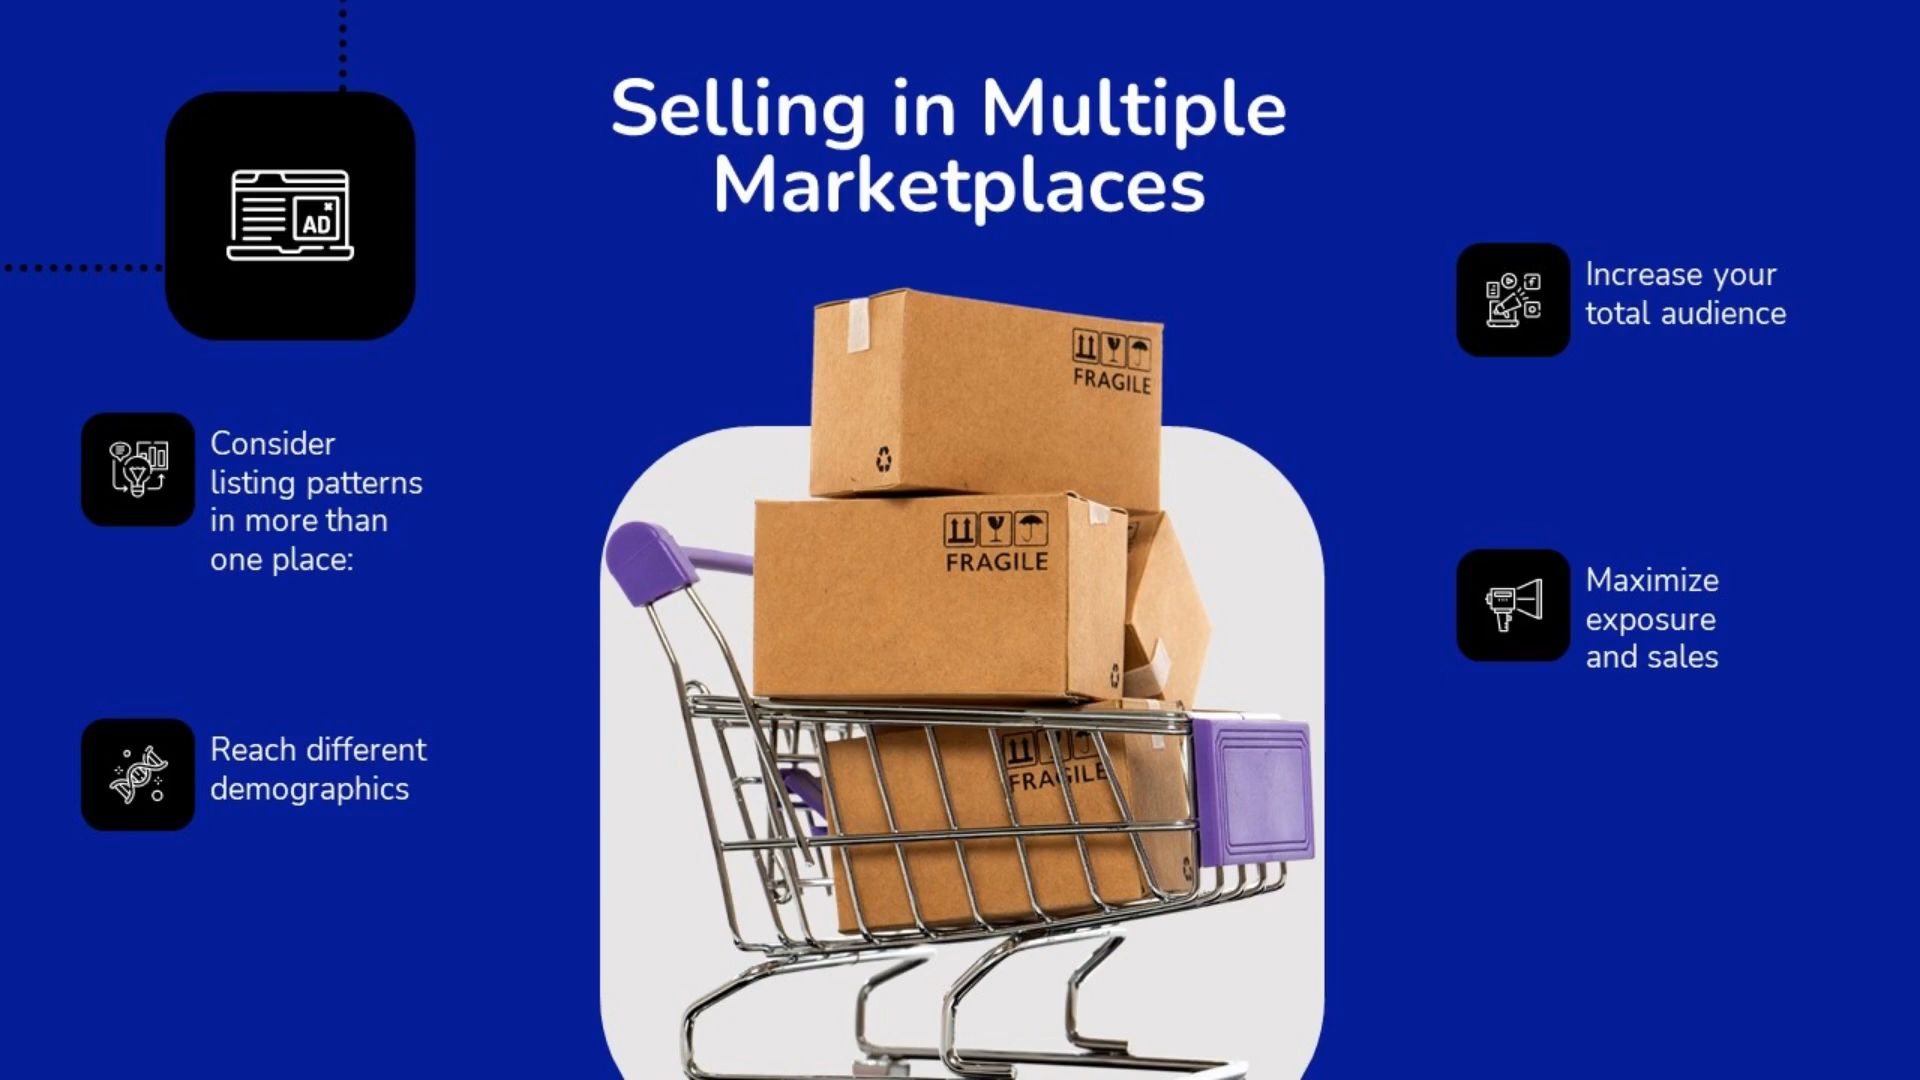 Selling in Multiple
Marketplaces
AD
Consider
listing patterns
in more than
one place:
Reach different
demographics
Increase your
total audience
Maximize
exposure
and sales
FRAGILE
FRAGILE
FRAGILE